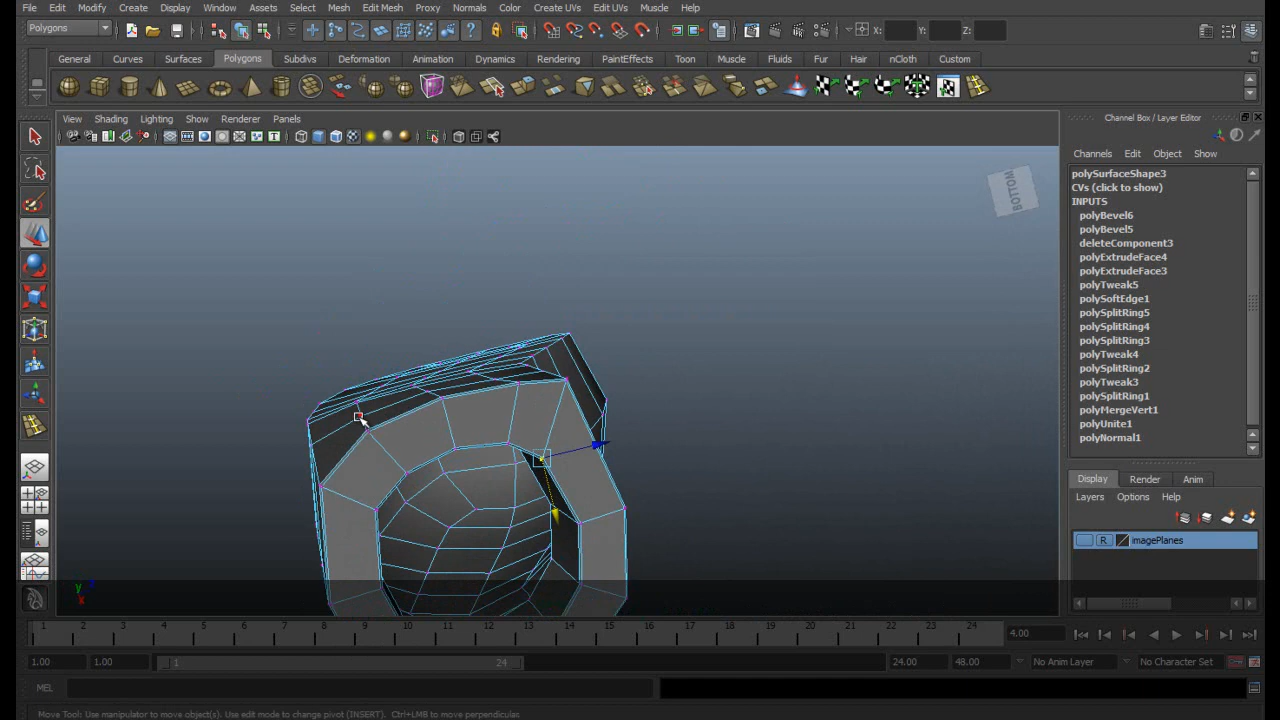 File Edit Modify Create Display Window Assets Select Mesh Edit Mesh Proxy Normals Color Create UVs Edit UVs Muscle Help
Polygons X: Y: Z:
General Curves Surfaces Polygons Subdivs Deformation Animation Dynamics Rendering PaintEffects Toon Muscle Fluids Fur Hair nCloth Custom
View Shading Lighting Show Renderer Panels
Channel Box / Layer Editor
Channels Edit Object Show
polySurfaceShape3
CVs (click to show)
INPUTS
polyBevel6
polyBevel5
deleteComponent3
polyExtrudeFace4
polyExtrudeFace3
polyTweak5
polySoftEdge1
polySplitRing5
polySplitRing4
polySplitRing3
polyTweak4
polySplitRing2
polyTweak3
polySplitRing1
polyMergeVert1
polyUnite1
polyNormal1
BOTTOM
Display Render Anim
Layers Options Help
R imagePlanes
y x
1 2 3 4 5 6 7 8 9 10 11 12 13 14 15 16 17 18 19 20 21 22 23 24 4.00
1.00 1.00 1 24 24.00 48.00 No Anim Layer No Character Set
MEL
Move Tool: Use manipulator to move object(s). Use edit mode to change pivot (INSERT). Ctrl+LMB to move perpendicular.